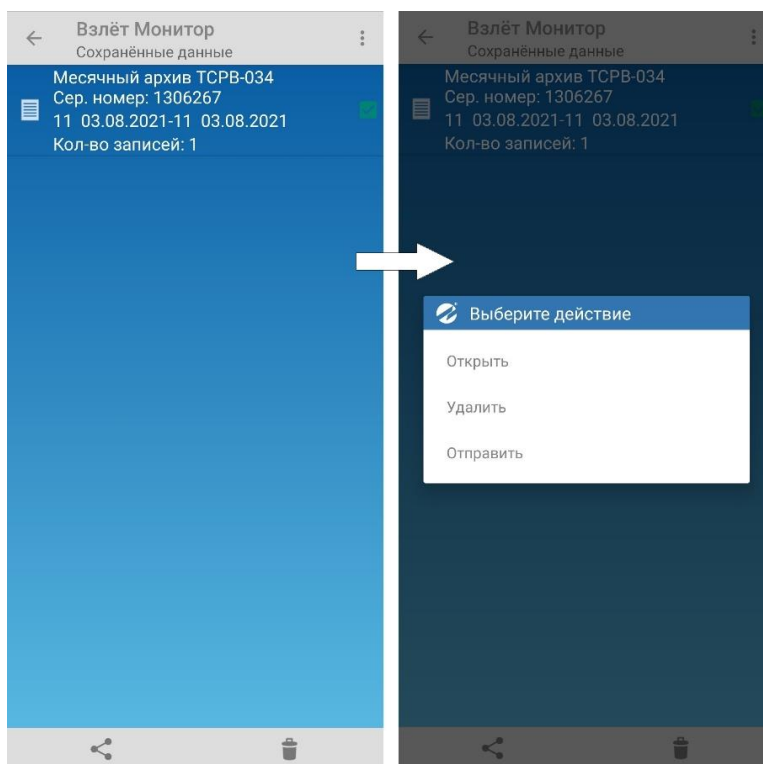 Взлёт Монитор
Сохранённые данные
Месячный архив ТСРВ-034
Сер. номер: 1306267
11 03.08.2021-11 03.08.2021
Кол-во записей: 1
Взлёт Монитор
Сохранённые данные
Месячный архив ТСРВ-034
Сер. номер: 1306267
11 03.08.2021-11 03.08.2021
Кол-во записей: 1
Выберите действие
Открыть
Удалить
Отправить